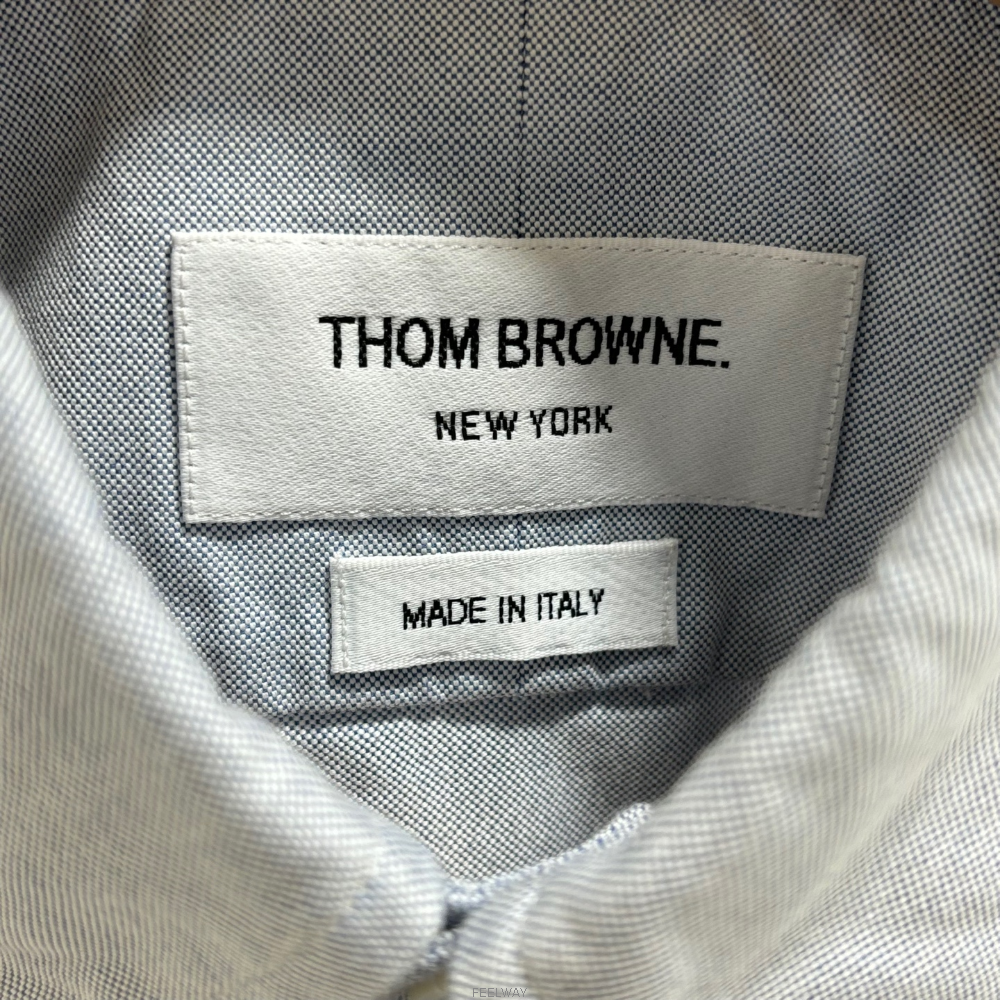 THOM BROWNE.
NEW YORK
MADE IN ITALY
FEELWAY